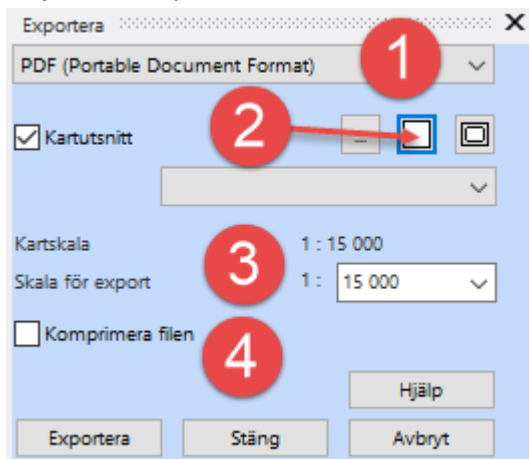 Exportera
PDF (Portable Document Format)
1
Kartutsnitt
2
...
Kartskala 1 : 15 000
3
Skala för export 1 : 15 000
Komprimera filen
4
Hjälp
Exportera Stäng Avbryt